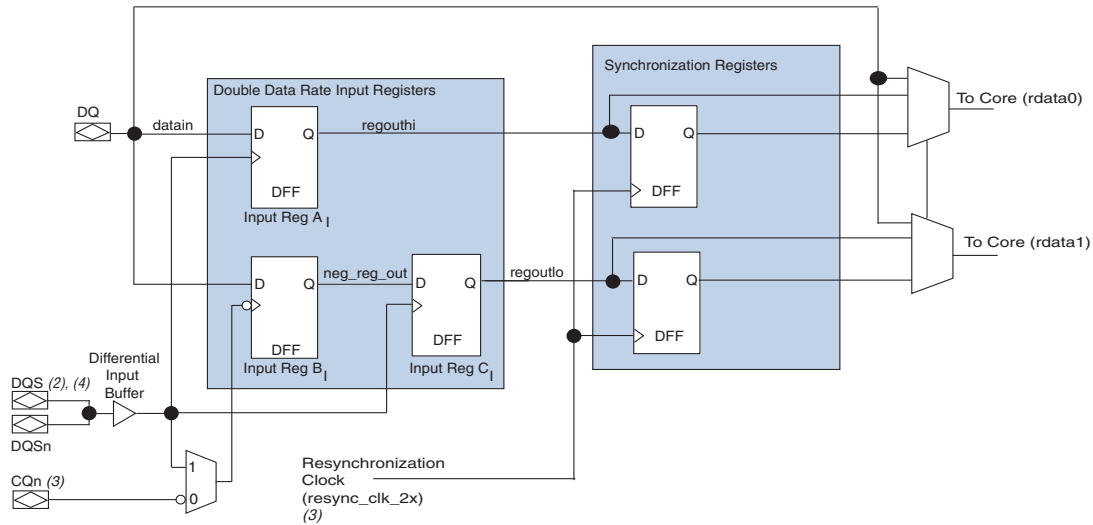 Synchronization Registers
Double Data Rate Input Registers
To Core (rdata0)
DQ
datain
D
Q
regouthi
D
Q
DFF
DFF
Input Reg A I
To Core (rdata1)
neg_reg_out
regoutlo
D
Q
D
Q
D
Q
DFF
DFF
DFF
Input Reg B I
Input Reg C I
Differential
Input
Buffer
DQS (2), (4)
DQSn
CQn (3)
1
0
Resynchronization
Clock
(resync_clk_2x)
(3)